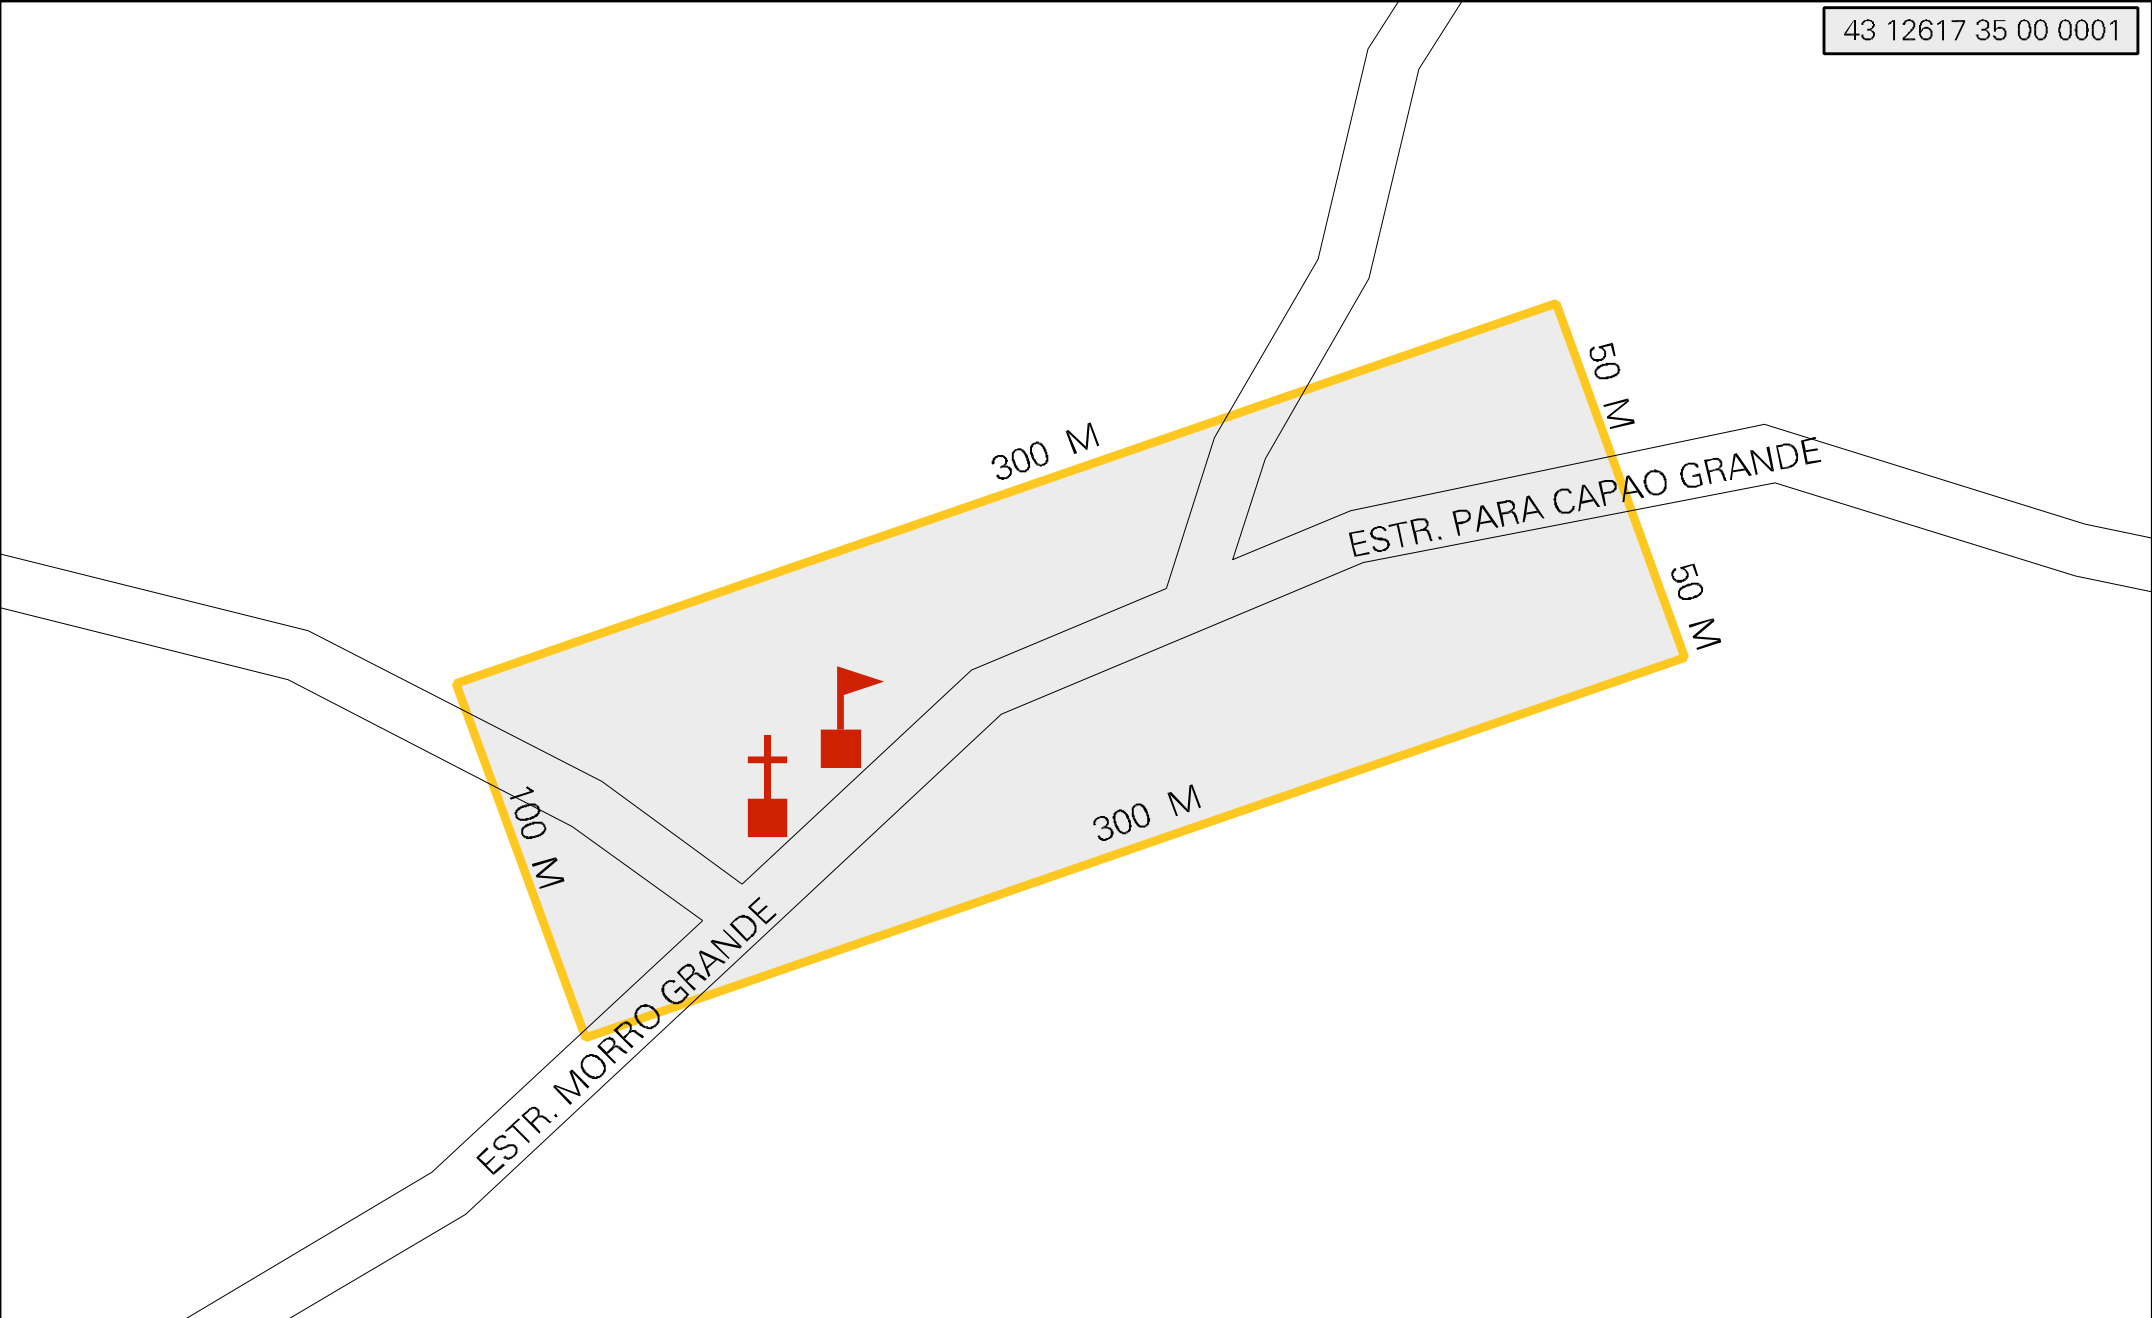 43 12617 35 00 0001
50 M
300 M
ESTR. PARA CAPAO GRANDE
50 M
100 M
300 M
ESTR. MORRO GRANDE